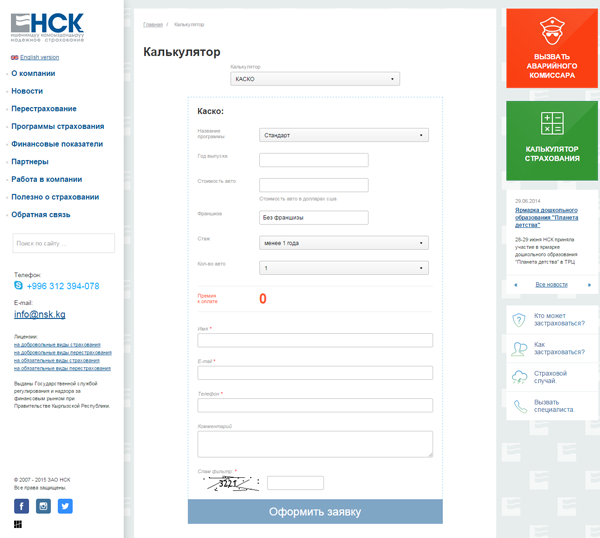 НСК
ишенимдүү камсыздандыруу
надежное страхование
English version
О компании
Новости
Перестрахование
Программы страхования
Финансовые показатели
Партнеры
Работа в компании
Полезно о страховании
Обратная связь
Поиск по сайту ...
Телефон:
+996 312 394-078
E-mail:
info@nsk.kg
Лицензии:
на добровольные виды страхования
на добровольные виды перестрахования
на обязательные виды страхования
на обязательные виды перестрахования
Выданы Государственной службой
регулирования и надзора за
финансовым рынком при
Правительстве Кыргызской Республики.
© 2007 - 2015 ЗАО НСК
Все права защищены.
Главная / Калькулятор
Калькулятор
Калькулятор
КАСКО
Каско:
Название
программы
Стандарт
Год выпуска
Стоимость авто
Стоимость авто в долларах сша
Франшиза
Без франшизы
Стаж
менее 1 года
Кол-во авто
1
Премия
к оплате
0
Имя *
E-mail *
Телефон *
Комментарий
Спам фильтр: *
3221
Оформить заявку
ВЫЗВАТЬ
АВАРИЙНОГО
КОМИССАРА
КАЛЬКУЛЯТОР
СТРАХОВАНИЯ
29.06.2014
Ярмарка дошкольного
образования "Планета
детства"
28-29 июня НСК приняла
участие в ярмарке
дошкольного образования
"Планета детства" в ТРЦ
Все новости
Кто может
застраховаться?
Как
застраховаться?
Страховой
случай.
Вызвать
специалиста.